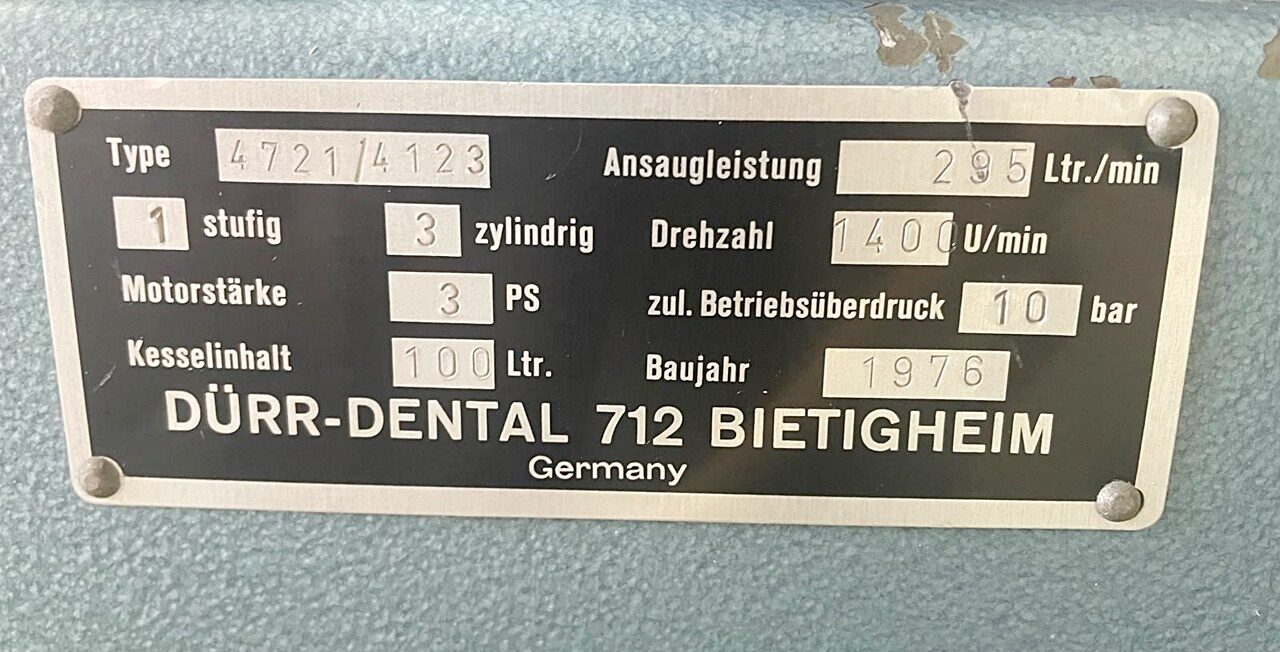 Type 4721/4123 Ansaugleistung 295 Ltr./min
1 stufig 3 zylindrig Drehzahl 1400 U/min
Motorstärke 3 PS zul. Betriebsüberdruck 10 bar
Kesselinhalt 100 Ltr. Baujahr 1976
DÜRR-DENTAL 712 BIETIGHEIM
Germany